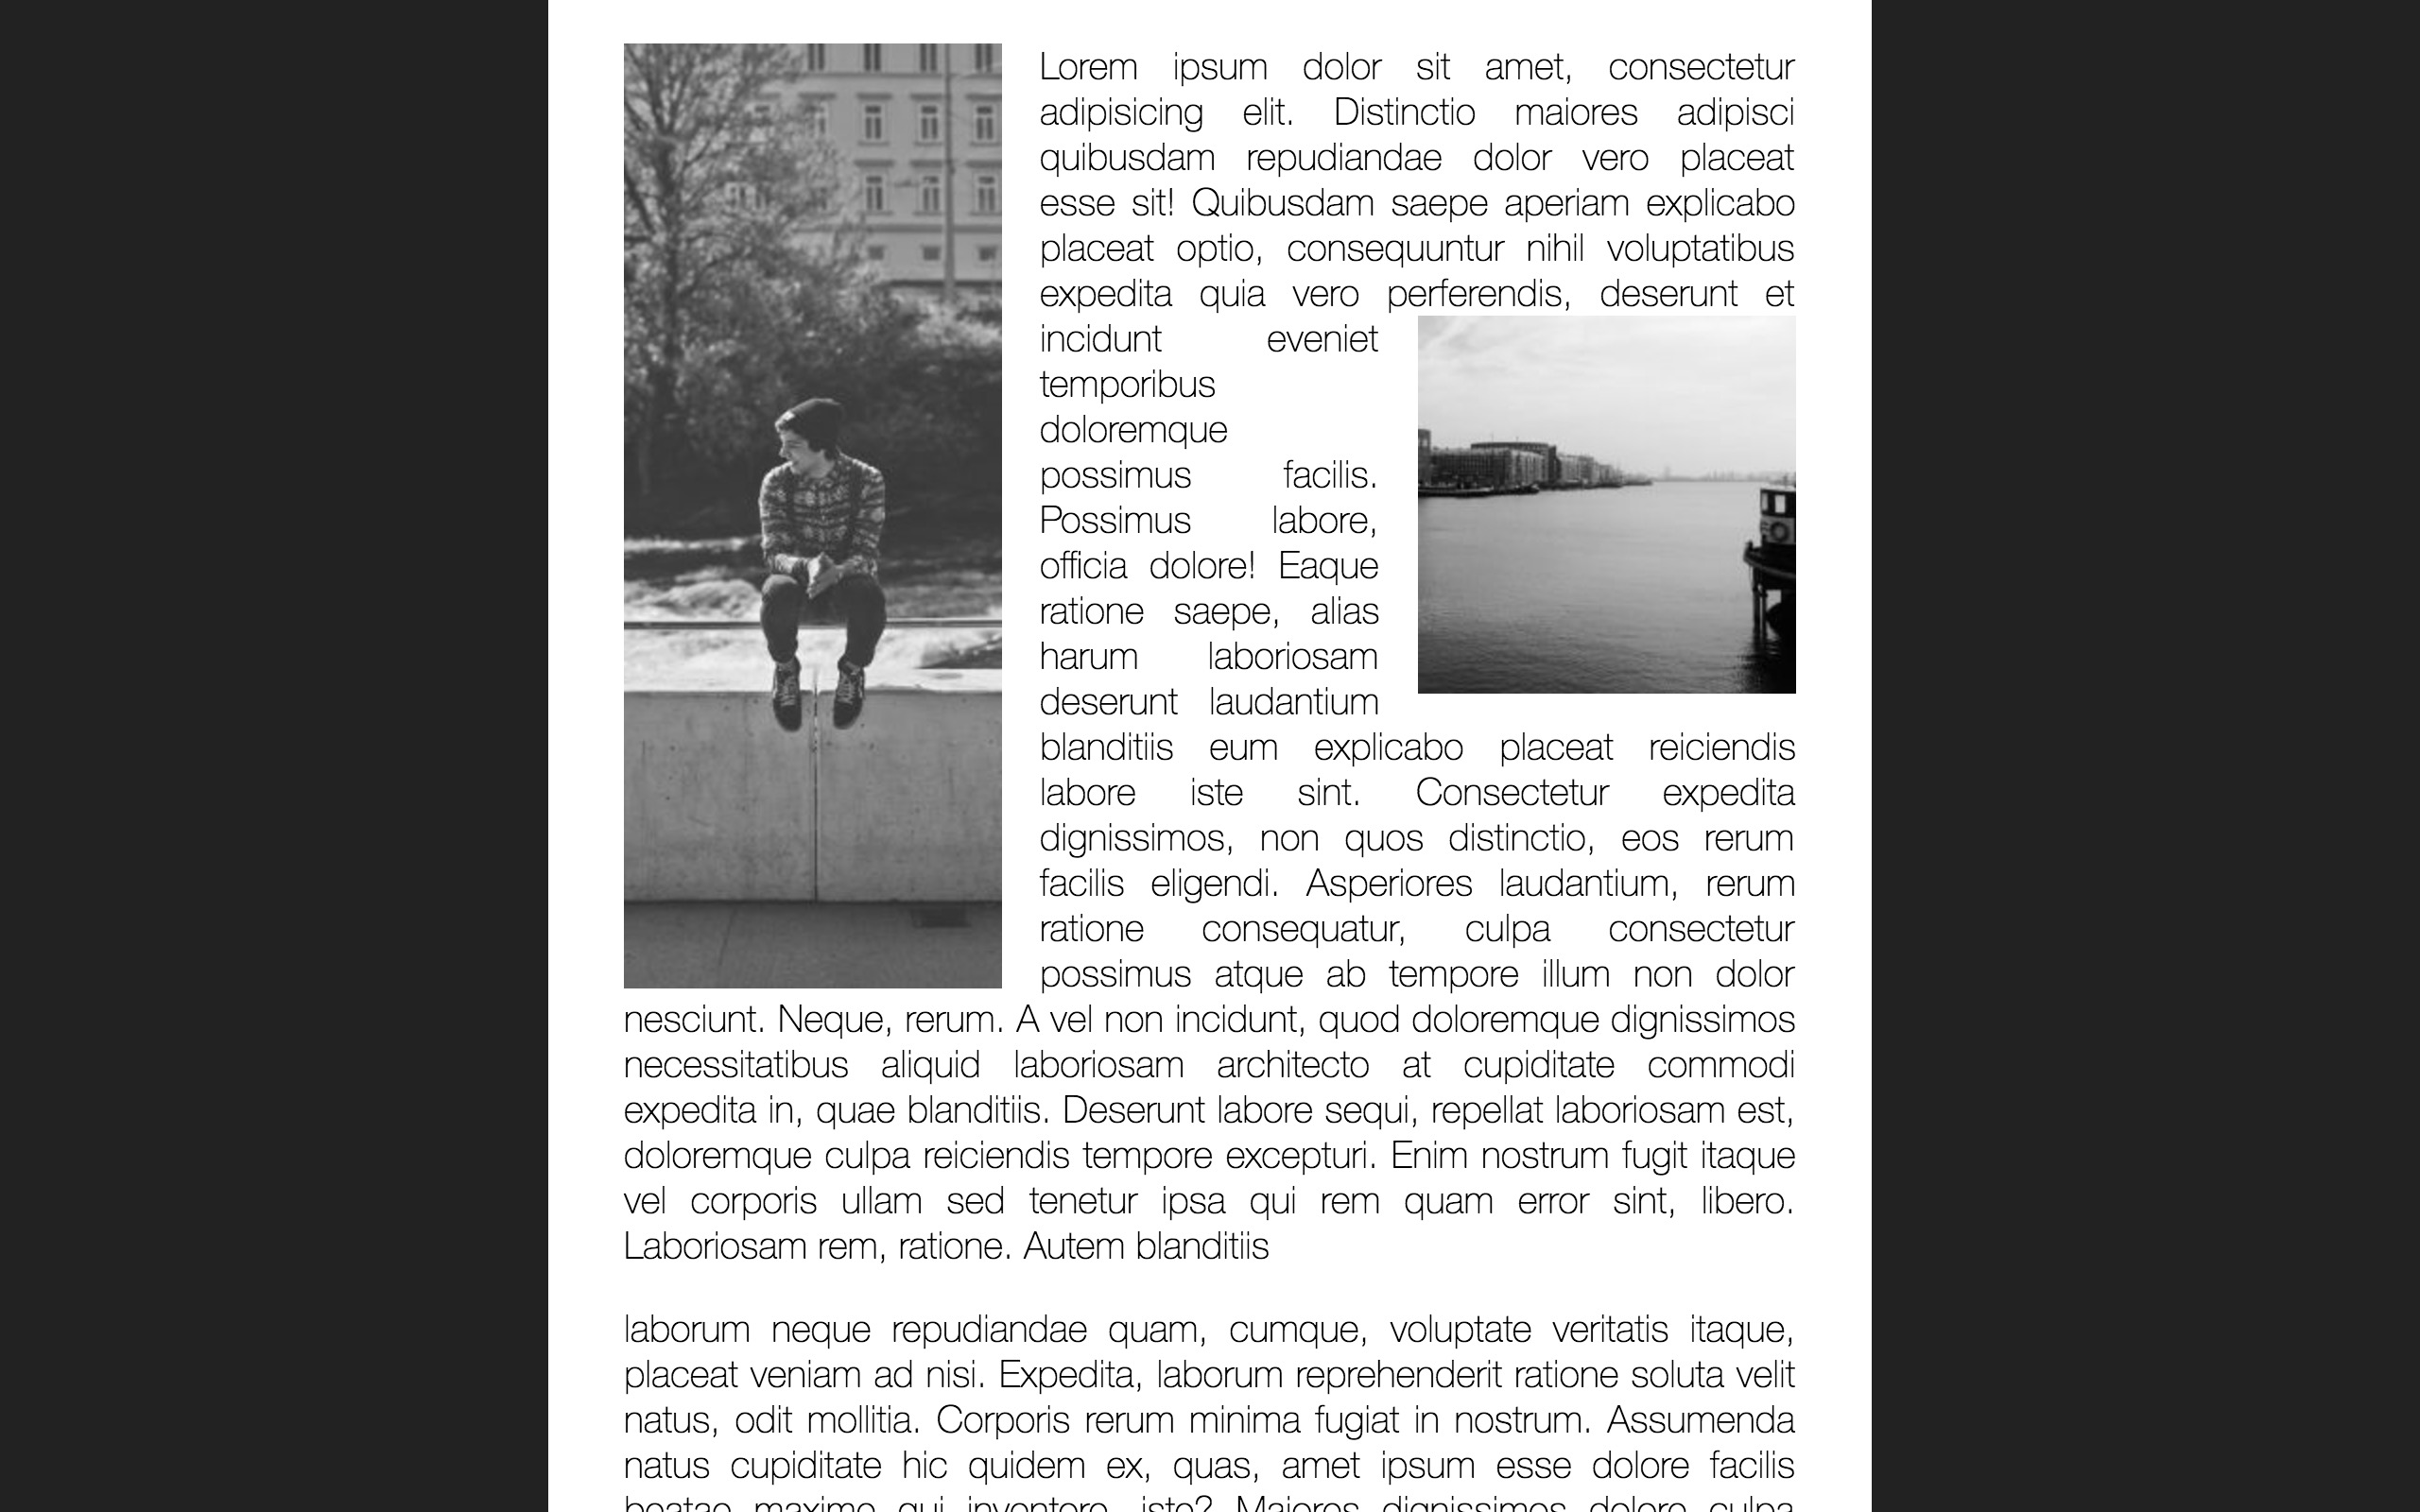 Lorem ipsum dolor sit amet, consectetur
adipisicing elit. Distinctio maiores adipisci
quibusdam repudiandae dolor vero placeat
esse sit! Quibusdam saepe aperiam explicabo
placeat optio, consequuntur nihil voluptatibus
expedita quia vero perferendis, deserunt et
incidunt eveniet
temporibus
doloremque
possimus facilis.
Possimus labore,
officia dolore! Eaque
ratione saepe, alias
harum laboriosam
deserunt laudantium
blanditiis eum explicabo placeat reiciendis
labore iste sint. Consectetur expedita
dignissimos, non quos distinctio, eos rerum
facilis eligendi. Asperiores laudantium, rerum
ratione consequatur, culpa consectetur
possimus atque ab tempore illum non dolor
nesciunt. Neque, rerum. A vel non incidunt, quod doloremque dignissimos
necessitatibus aliquid laboriosam architecto at cupiditate commodi
expedita in, quae blanditiis. Deserunt labore sequi, repellat laboriosam est,
doloremque culpa reiciendis tempore excepturi. Enim nostrum fugit itaque
vel corporis ullam sed tenetur ipsa qui rem quam error sint, libero.
Laboriosam rem, ratione. Autem blanditiis
laborum neque repudiandae quam, cumque, voluptate veritatis itaque,
placeat veniam ad nisi. Expedita, laborum reprehenderit ratione soluta velit
natus, odit mollitia. Corporis rerum minima fugiat in nostrum. Assumenda
natus cupiditate hic quidem ex, quas, amet ipsum esse dolore facilis
beatae maxime qui inventore, iste? Maiores dignissimos dolore culpa